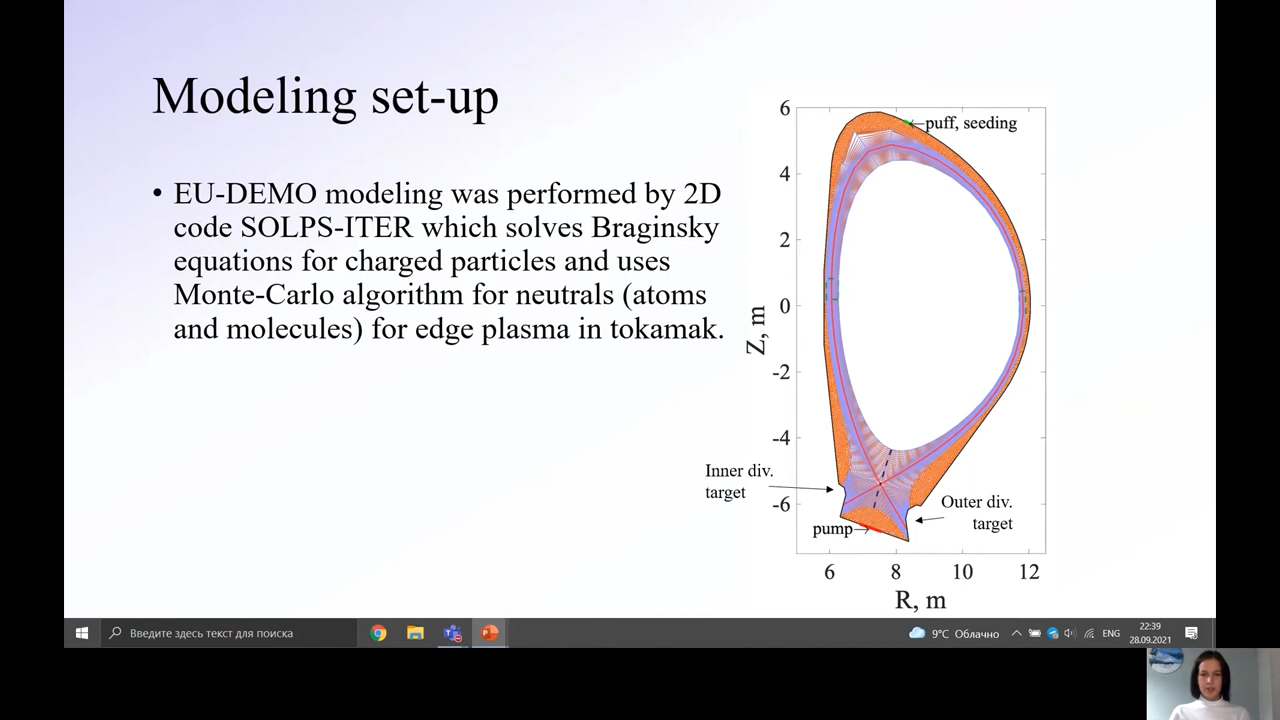 Modeling set-up
• EU-DEMO modeling was performed by 2D
code SOLPS-ITER which solves Braginsky
equations for charged particles and uses
Monte-Carlo algorithm for neutrals (atoms
and molecules) for edge plasma in tokamak.
6
4
2
0
-2
-4
-6
Z, m
puff, seeding
Inner div.
target
Outer div.
target
pump
6 8 10 12
R, m
Введите здесь текст для поиска
9°C Облачно
ENG
22:39
28.09.2021